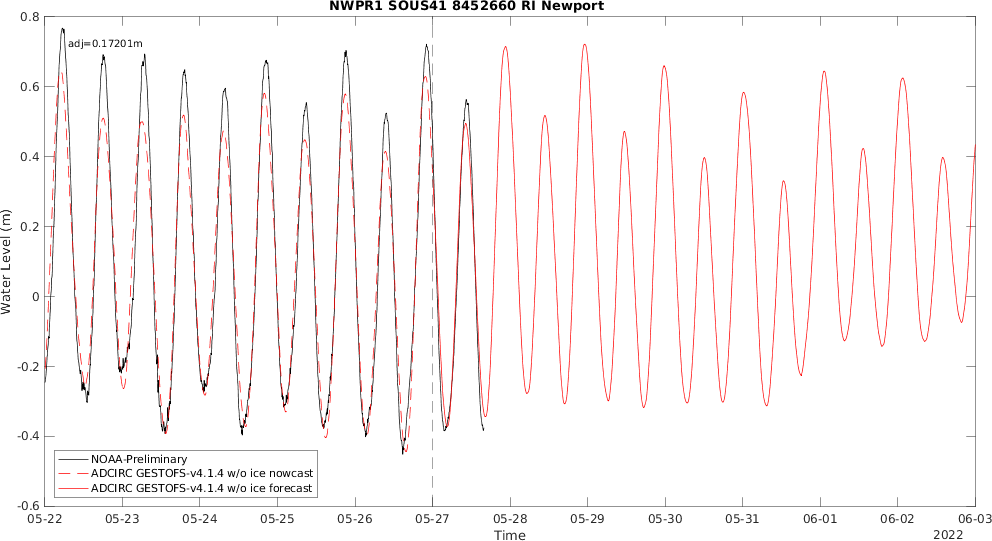 NWPR1 SOUS41 8452660 RI Newport
adj=0.17201m
Water Level (m)
0.8
0.6
0.4
0.2
0
-0.2
-0.4
-0.6
NOAA-Preliminary
ADCIRC GESTOFS-v4.1.4 w/o ice nowcast
ADCIRC GESTOFS-v4.1.4 w/o ice forecast
05-22 05-23 05-24 05-25 05-26 05-27 05-28 05-29 05-30 05-31 06-01 06-02 06-03
Time
2022